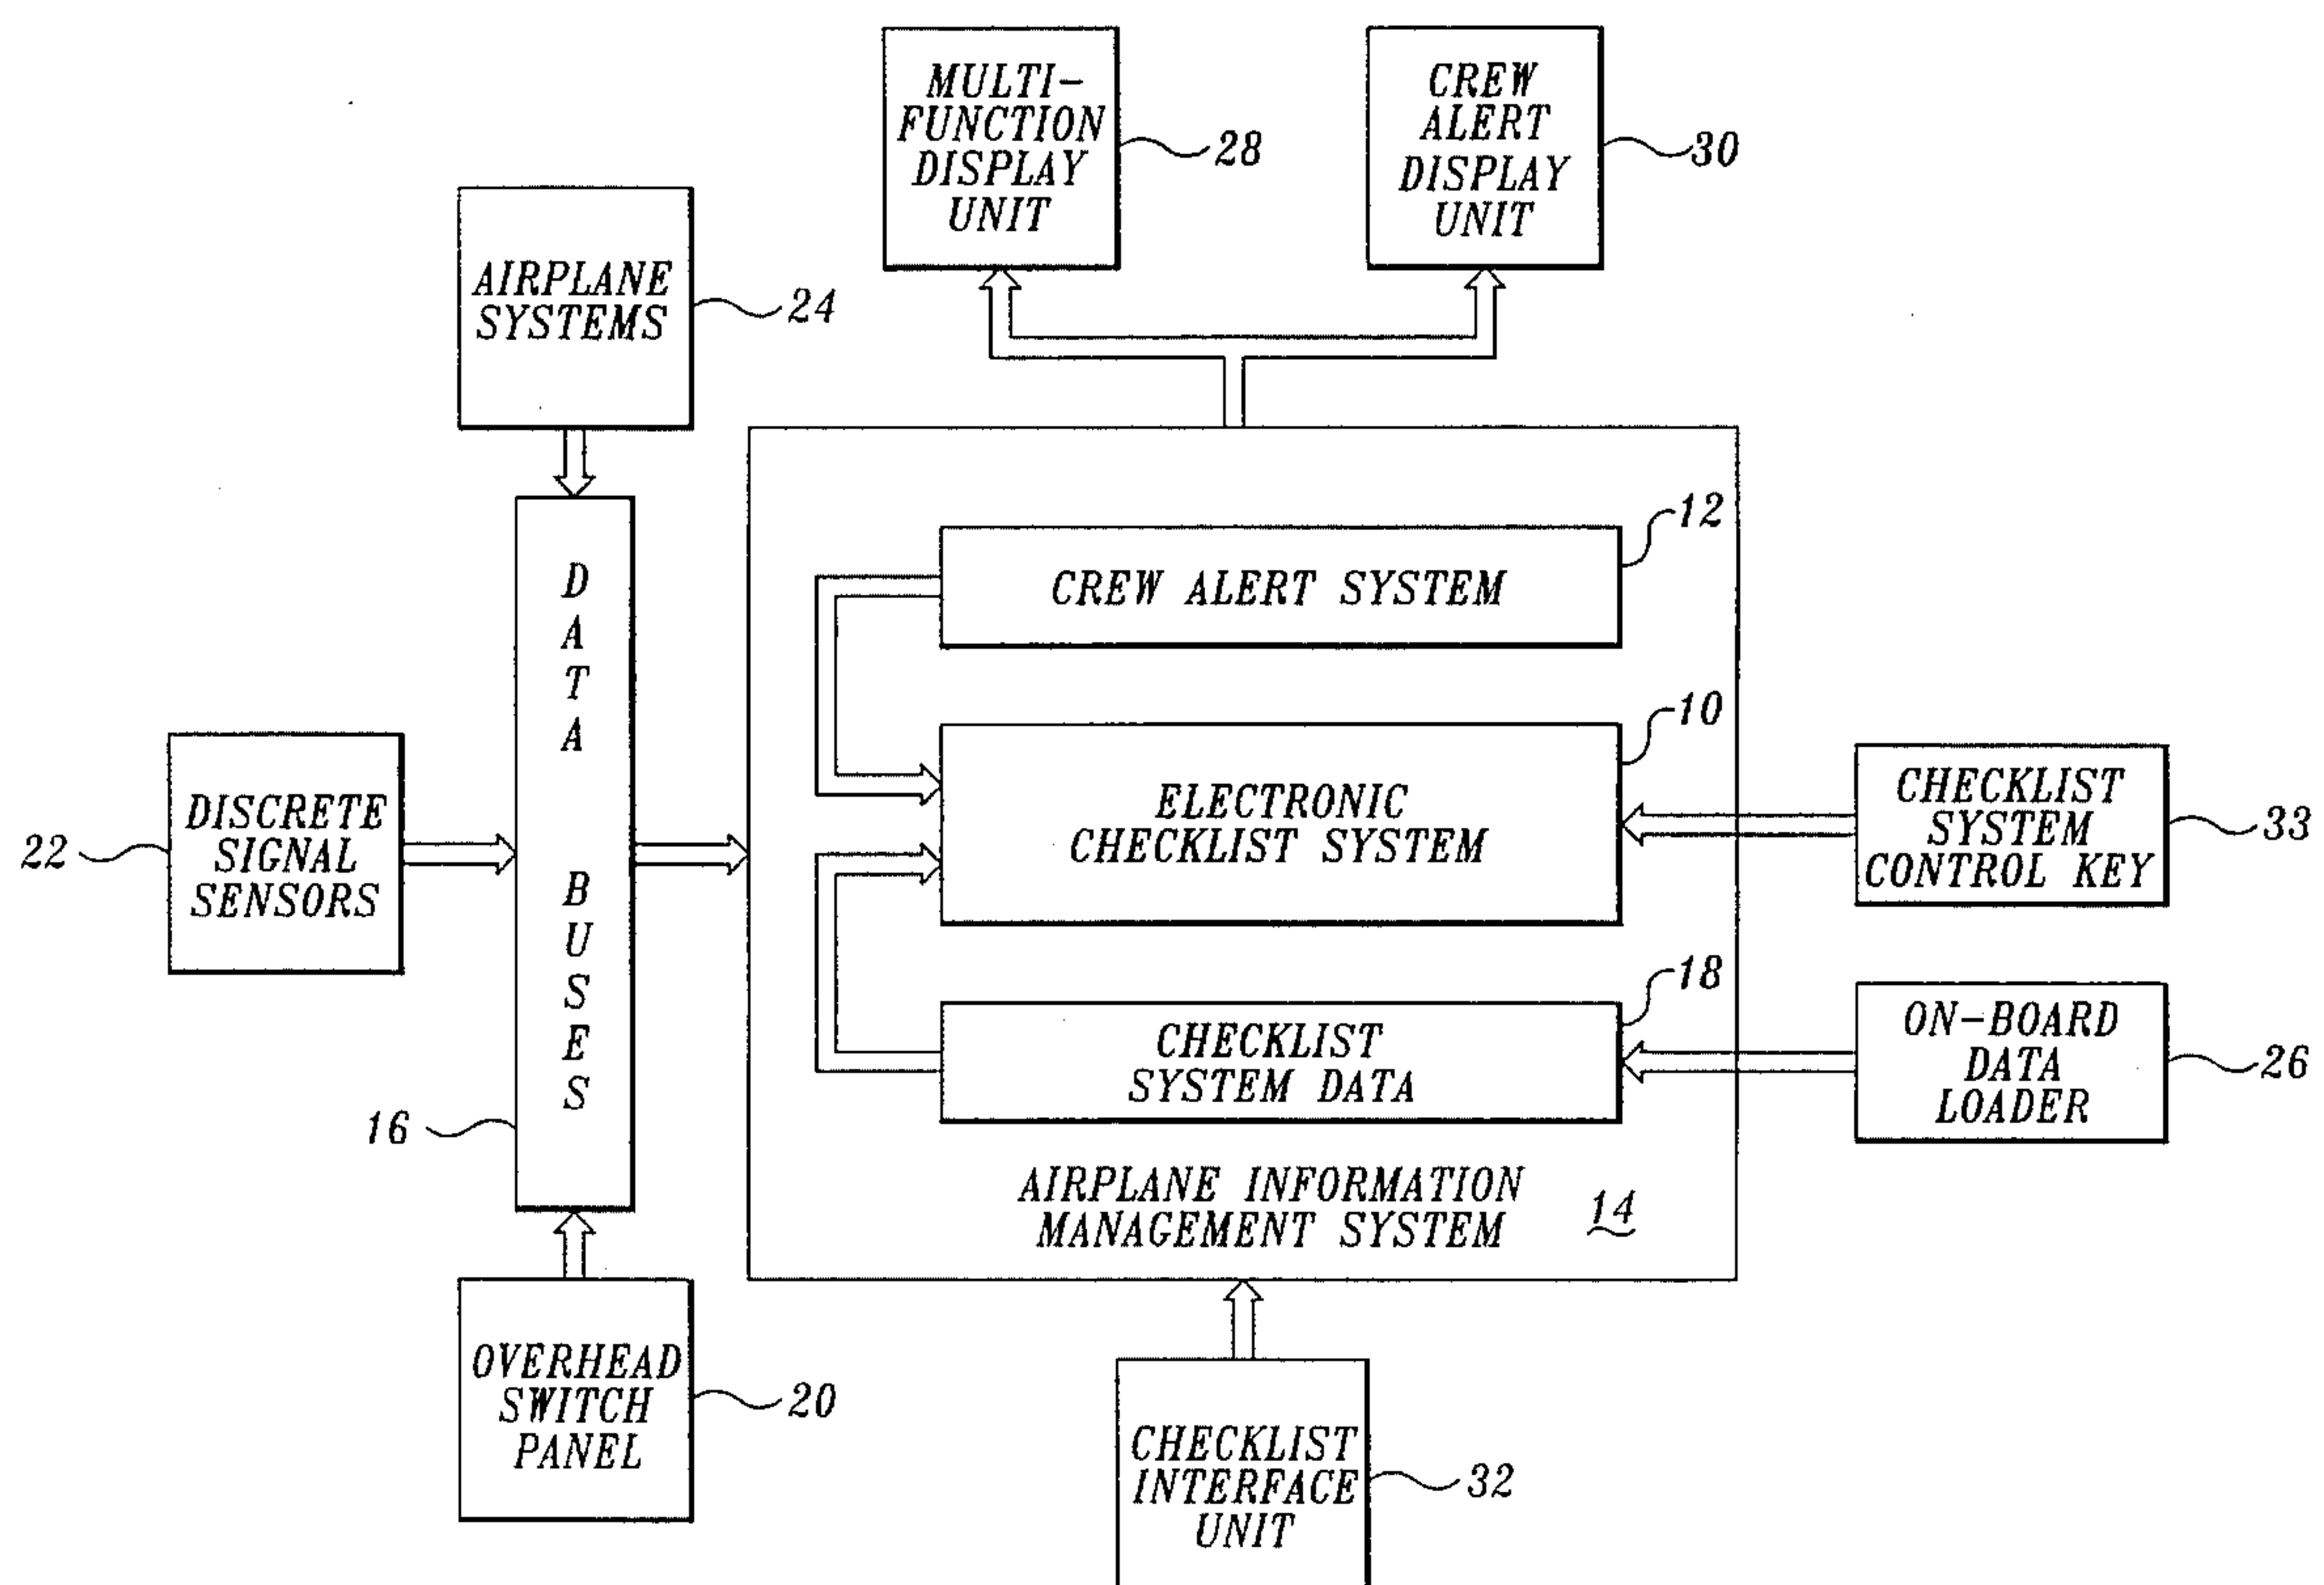 MULTI-
FUNCTION
DISPLAY
UNIT
28
CREW
ALERT
DISPLAY
UNIT
30
AIRPLANE
SYSTEMS
24
DATA BUSES
16
DISCRETE
SIGNAL
SENSORS
22
OVERHEAD
SWITCH
PANEL
20
12
CREW ALERT SYSTEM
10
ELECTRONIC
CHECKLIST SYSTEM
18
CHECKLIST
SYSTEM DATA
AIRPLANE INFORMATION
MANAGEMENT SYSTEM
14
CHECKLIST
SYSTEM
CONTROL KEY
33
ON-BOARD
DATA
LOADER
26
CHECKLIST
INTERFACE
UNIT
32